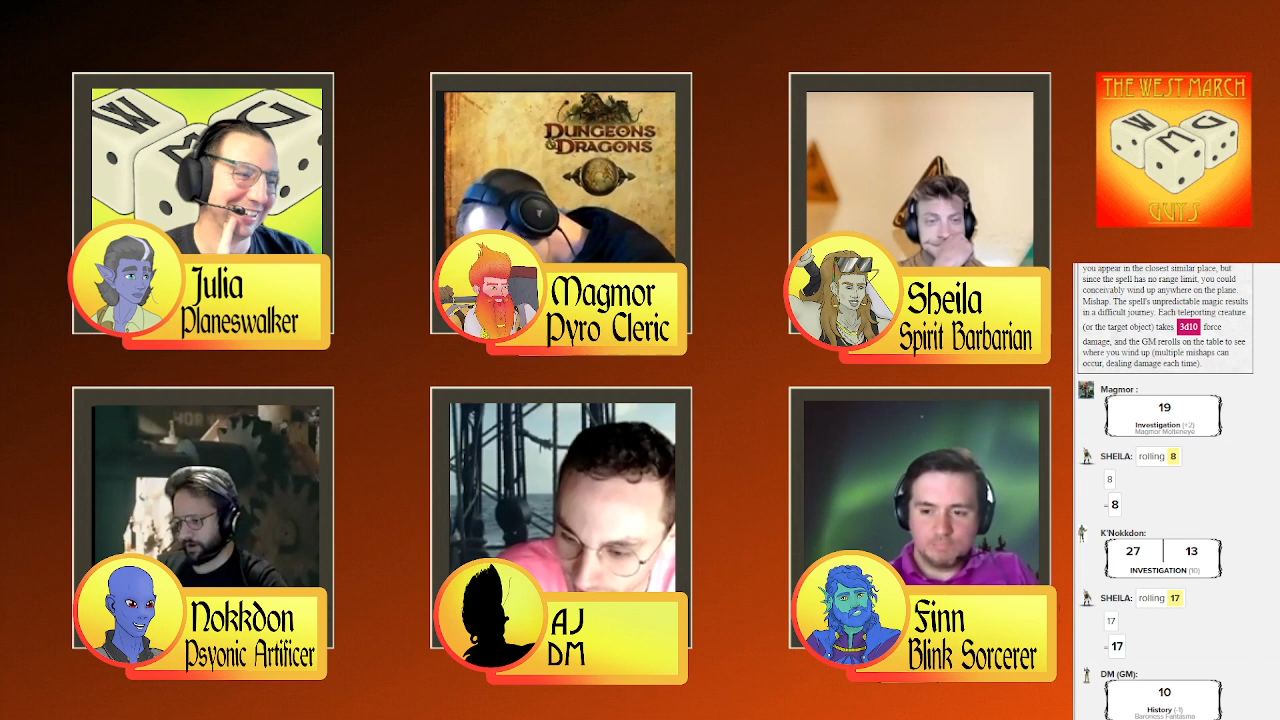 W
G
DUNGEONS
& DRAGONS
THE WEST MARCH
W
M
G
GUYS
Julia
Planeswalker
Magmor
Pyro Cleric
Sheila
Spirit Barbarian
Nokkdon
Psyonic Artificer
AJ
DM
Finn
Blink Sorcerer
you appear in the closest similar place, but
since the spell has no range limit, you could
conceivably wind up anywhere on the plane.
Mishap. The spell's unpredictable magic results
in a difficult journey. Each teleporting creature
(or the target object) takes 3d10 force
damage, and the GM rerolls on the table to see
where you wind up (multiple mishaps can
occur, dealing damage each time).
Magmor :
19
Investigation (+2)
Magmor Molteneye
SHEILA: rolling 8
8
=8
K'Nokkdon:
27 13
INVESTIGATION (10)
SHEILA: rolling 17
17
=17
DM (GM):
10
History (-1)
Baroness Fantasma